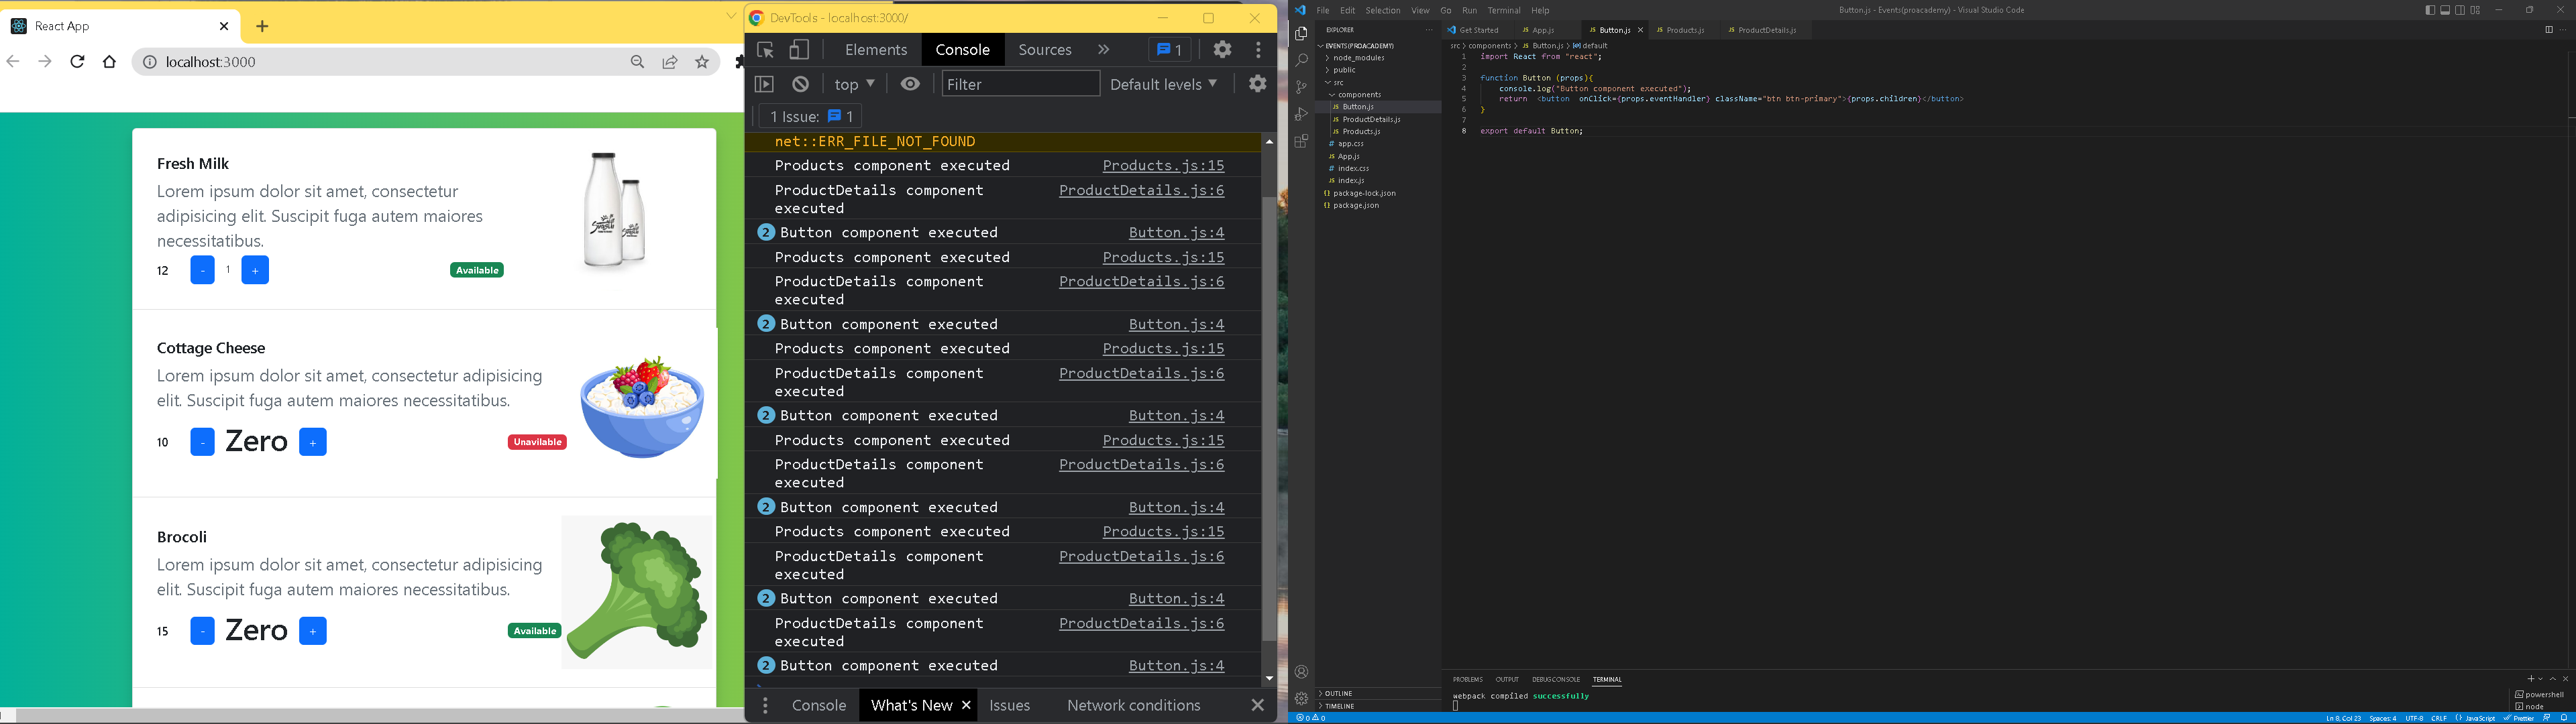 React App
localhost:3000
Fresh Milk
Lorem ipsum dolor sit amet, consectetur
adipisicing elit. Suscipit fuga autem maiores
necessitatibus.
12 - 1 + Available
Cottage Cheese
Lorem ipsum dolor sit amet, consectetur adipisicing
elit. Suscipit fuga autem maiores necessitatibus.
10 - Zero + Unavailable
Brocoli
Lorem ipsum dolor sit amet, consectetur adipisicing
elit. Suscipit fuga autem maiores necessitatibus.
15 - Zero + Available
DevTools - localhost:3000/
Elements Console Sources 1
top Filter Default levels
1 Issue: 1
net::ERR_FILE_NOT_FOUND
Products component executed Products.js:15
ProductDetails component ProductDetails.js:6
executed
2 Button component executed Button.js:4
Products component executed Products.js:15
ProductDetails component ProductDetails.js:6
executed
2 Button component executed Button.js:4
Products component executed Products.js:15
ProductDetails component ProductDetails.js:6
executed
2 Button component executed Button.js:4
Products component executed Products.js:15
ProductDetails component ProductDetails.js:6
executed
2 Button component executed Button.js:4
Products component executed Products.js:15
ProductDetails component ProductDetails.js:6
executed
2 Button component executed Button.js:4
ProductDetails component ProductDetails.js:6
executed
2 Button component executed Button.js:4
Console What's New Issues Network conditions
File Edit Selection View Go Run Terminal Help
Button.js - Events(proacademy) - Visual Studio Code
EXPLORER
EVENTS(PROACADEMY)
node_modules
public
src
components
Button.js
ProductDetails.js
Products.js
app.css
App.js
index.css
index.js
package-lock.json
package.json
OUTLINE
TIMELINE
Get Started App.js Button.js Products.js ProductDetails.js
src > components > Button.js > default
1 import React from "react";
2
3 function Button (props){
4 console.log("Button component executed");
5 return <button onClick={props.eventHandler} className="btn btn-primary">{props.children}</button>
6 }
7
8 export default Button;
PROBLEMS OUTPUT DEBUG CONSOLE TERMINAL
webpack compiled successfully
powershell
node
0 0 Ln 8, Col 23 Spaces: 4 UTF-8 CRLF JavaScript Prettier